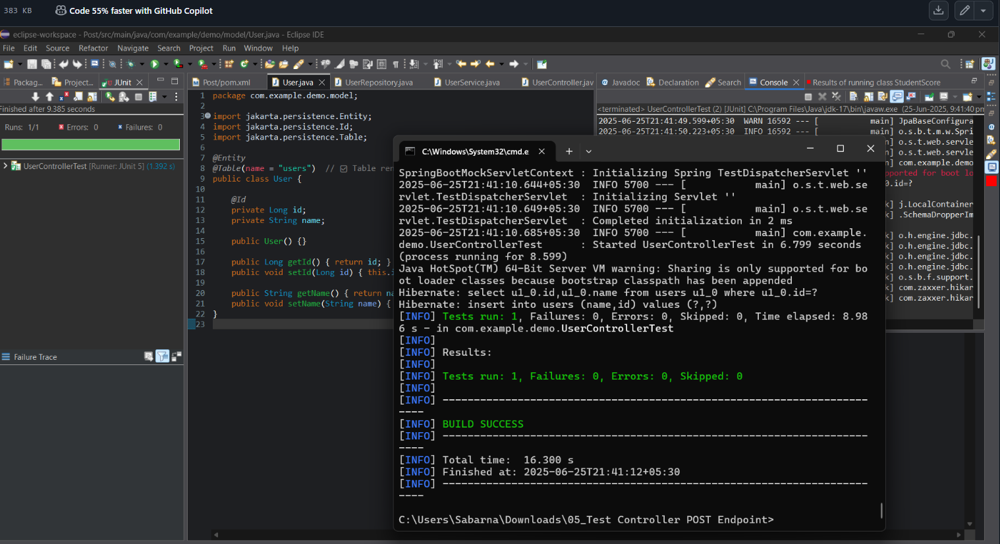 383 KB
Code 55% faster with GitHub Copilot
eclipse-workspace - Post/src/main/java/com/example/demo/model/User.java - Eclipse IDE
File Edit Source Refactor Navigate Search Project Run Window Help
Packag... Project... JUnit
Finished after 9.385 seconds
Runs: 1/1 Errors: 0 Failures: 0
UserControllerTest [Runner: JUnit 5] (1.392 s)
Failure Trace
Post/pom.xml User.java UserRepository.java UserService.java UserController.jav
1 package com.example.demo.model;
2
3 import jakarta.persistence.Entity;
4 import jakarta.persistence.Id;
5 import jakarta.persistence.Table;
6
7 @Entity
8 @Table(name = "users") // ☑ Table ren
9 public class User {
10
11 @Id
12 private Long id;
13 private String name;
14
15 public User() {}
16
17 public Long getId() { return id; }
18 public void setId(Long id) { this.i
19
20 public String getName() { return na
21 public void setName(String name) {
22 }
23
Javadoc Declaration Search Console Results of running class StudentScore
<terminated> UserControllerTest (2) [JUnit] C:\Program Files\Java\jdk-17\bin\javaw.exe (25-Jun-2025, 9:41:40 pm
2025-06-25T21:41:49.599+05:30 WARN 16592 --- [ main] JpaBaseConfigura
2025-06-25T21:41:50.223+05:30 INFO 16592 --- [ main] o.s.b.t.m.w.Spri
] o.s.t.web.servle
] o.s.t.web.servle
] com.example.demo
pported for boot lo
0.id=?
k] j.LocalContainer
k] .SchemaDropperIm
k] o.h.engine.jdbc.
k] o.h.engine.jdbc.
k] o.h.engine.jdbc.
k] o.h.engine.jdbc.
k] o.s.b.f.support.
k] com.zaxxer.hikar
k] com.zaxxer.hikar
C:\Windows\System32\cmd.e
SpringBootMockServletContext : Initializing Spring TestDispatcherServlet ''
2025-06-25T21:41:10.644+05:30 INFO 5700 --- [ main] o.s.t.web.se
rvlet.TestDispatcherServlet : Initializing Servlet ''
2025-06-25T21:41:10.649+05:30 INFO 5700 --- [ main] o.s.t.web.se
rvlet.TestDispatcherServlet : Completed initialization in 2 ms
2025-06-25T21:41:10.685+05:30 INFO 5700 --- [ main] com.example.
demo.UserControllerTest : Started UserControllerTest in 6.799 seconds
(process running for 8.599)
Java HotSpot(TM) 64-Bit Server VM warning: Sharing is only supported for bo
ot loader classes because bootstrap classpath has been appended
Hibernate: select u1_0.id,u1_0.name from users u1_0 where u1_0.id=?
Hibernate: insert into users (name,id) values (?,?)
[INFO] Tests run: 1, Failures: 0, Errors: 0, Skipped: 0, Time elapsed: 8.98
6 s - in com.example.demo.UserControllerTest
[INFO]
[INFO] Results:
[INFO]
[INFO] Tests run: 1, Failures: 0, Errors: 0, Skipped: 0
[INFO]
[INFO] --------------------------------------------------------------------
----
[INFO] BUILD SUCCESS
[INFO] --------------------------------------------------------------------
----
[INFO] Total time: 16.300 s
[INFO] Finished at: 2025-06-25T21:41:12+05:30
[INFO] --------------------------------------------------------------------
----
C:\Users\Sabarna\Downloads\05_Test Controller POST Endpoint>